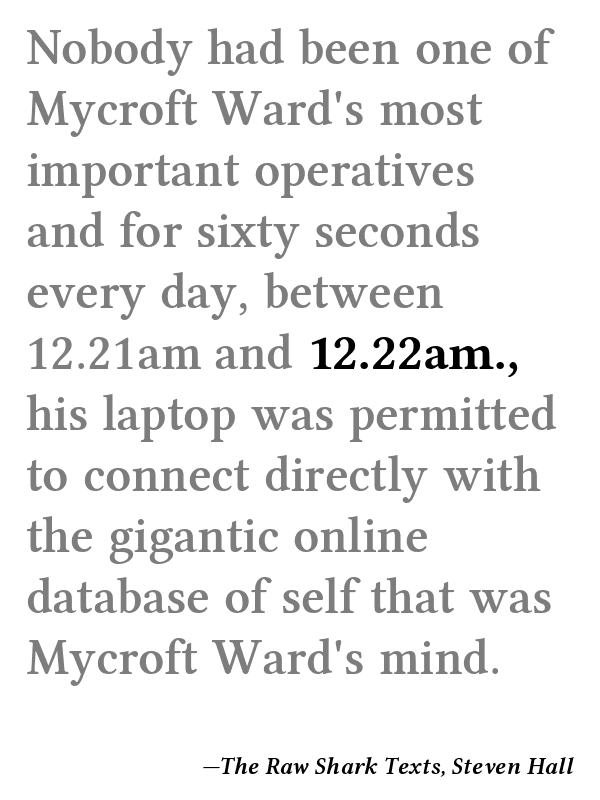 Nobody had been one of
Mycroft Ward's most
important operatives
and for sixty seconds
every day, between
12.21am and 12.22am.,
his laptop was permitted
to connect directly with
the gigantic online
database of self that was
Mycroft Ward's mind.
—The Raw Shark Texts, Steven Hall